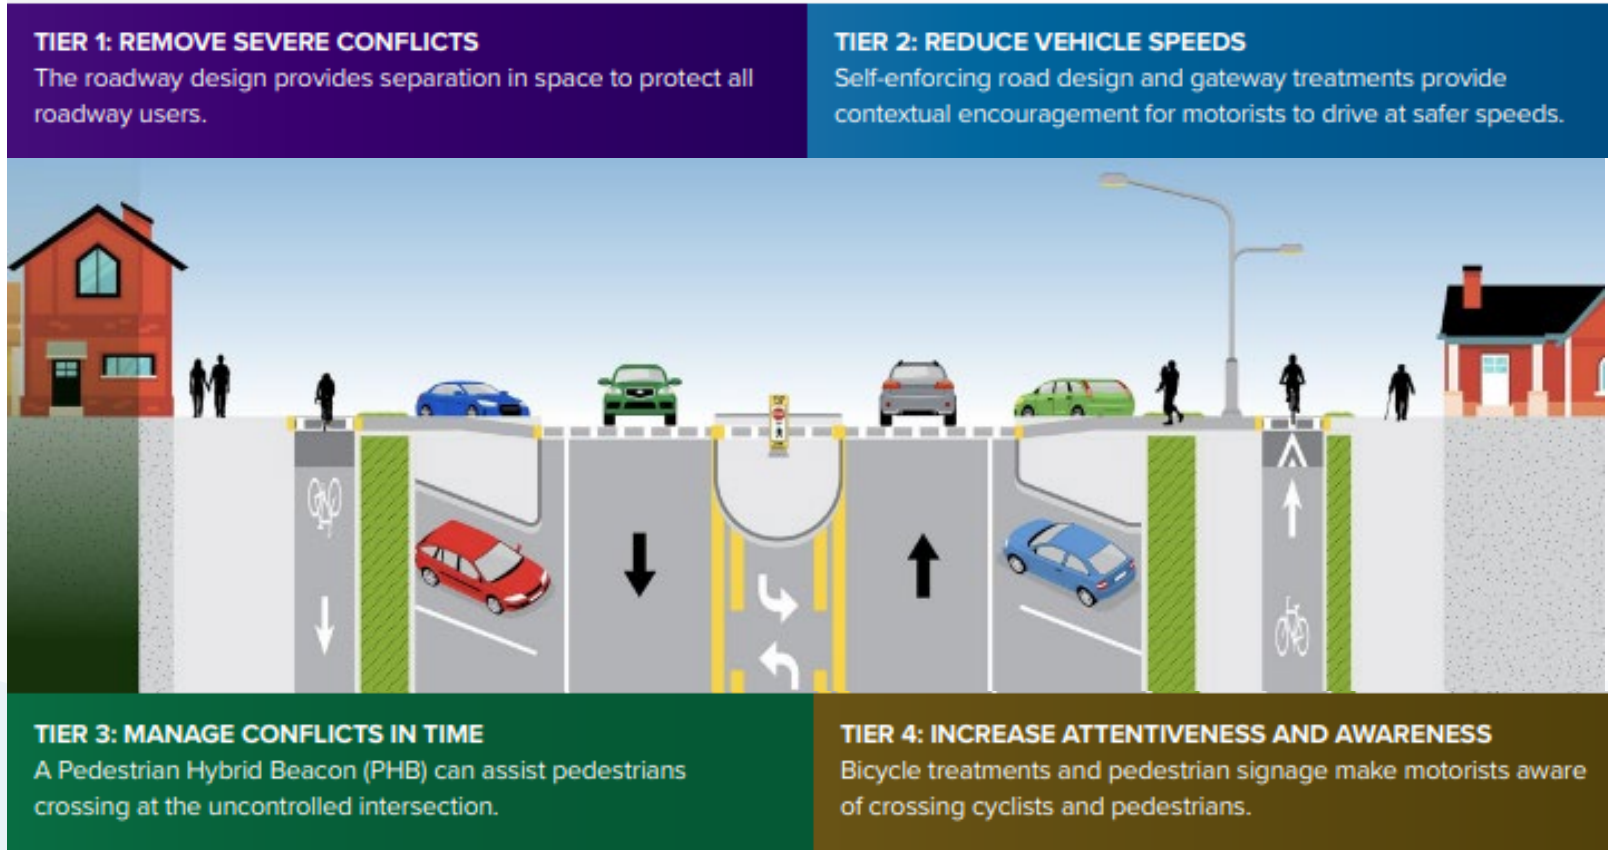 TIER 1: REMOVE SEVERE CONFLICTS
The roadway design provides separation in space to protect all
roadway users.
TIER 2: REDUCE VEHICLE SPEEDS
Self-enforcing road design and gateway treatments provide
contextual encouragement for motorists to drive at safer speeds.
TIER 3: MANAGE CONFLICTS IN TIME
A Pedestrian Hybrid Beacon (PHB) can assist pedestrians
crossing at the uncontrolled intersection.
TIER 4: INCREASE ATTENTIVENESS AND AWARENESS
Bicycle treatments and pedestrian signage make motorists aware
of crossing cyclists and pedestrians.